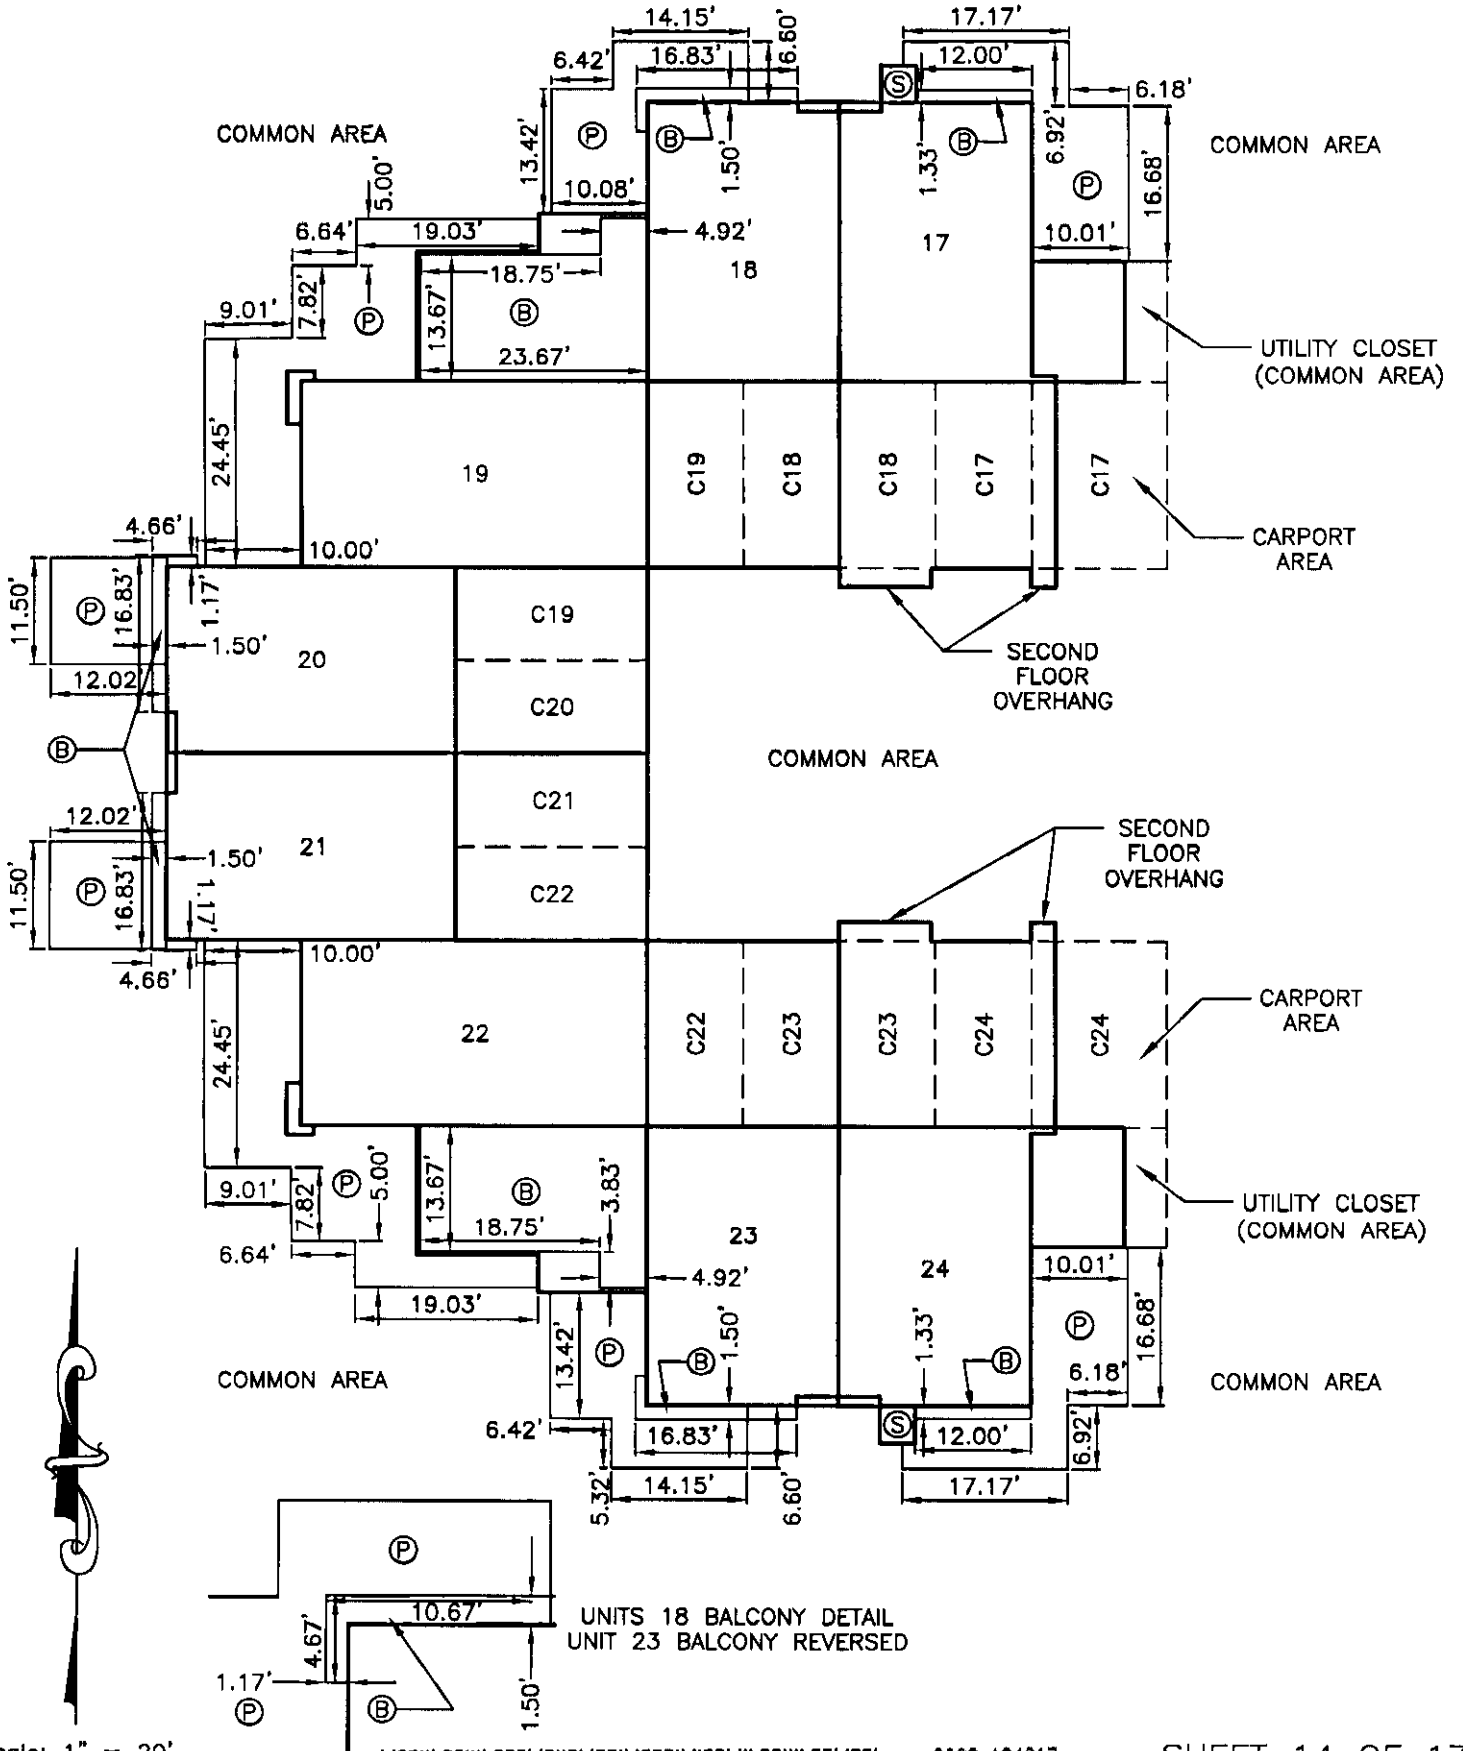 14.15'
17.17'
6.60'
6.42'
16.83'
12.00'
S
6.18'
COMMON AREA
13.42'
P
B
1.50'
1.33'
B
6.92'
COMMON AREA
16.68'
P
5.00'
10.08'
10.01'
6.64'
19.03'
4.92'
17
18
18.75'
9.01'
7.82'
P
13.67'
B
23.67'
UTILITY CLOSET
(COMMON AREA)
24.45'
19
C19
C18
C18
C17
C17
4.66'
10.00'
CARPORT
AREA
11.50'
P
16.83'
1.17'
C19
1.50'
20
12.02'
SECOND
FLOOR
OVERHANG
C20
B
COMMON AREA
C21
12.02'
21
SECOND
FLOOR
OVERHANG
1.50'
11.50'
P
16.83'
1.17'
C22
10.00'
4.66'
CARPORT
AREA
24.45'
22
C22
C23
C23
C24
C24
9.01'
7.82'
P
5.00'
13.67'
B
3.83'
18.75'
23
UTILITY CLOSET
(COMMON AREA)
6.64'
24
4.92'
10.01'
19.03'
13.42'
P
1.50'
1.33'
P
16.68'
B
B
COMMON AREA
6.18'
COMMON AREA
6.42'
16.83'
S
12.00'
6.92'
5.32'
14.15'
6.60'
17.17'
P
10.67'
UNITS 18 BALCONY DETAIL
UNIT 23 BALCONY REVERSED
4.67'
1.17'
P
B
1.50'
SHEET 14 OF 17